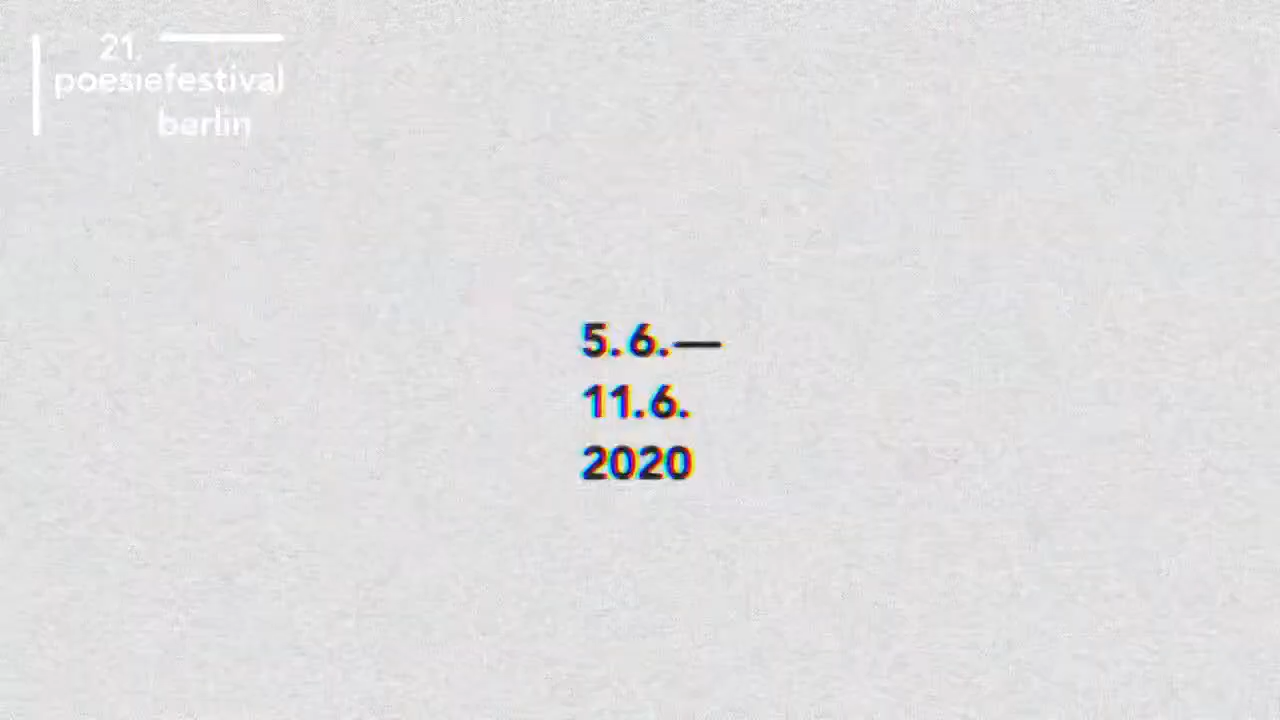 21.
poesiefestival
berlin
5.6.—
11.6.
2020